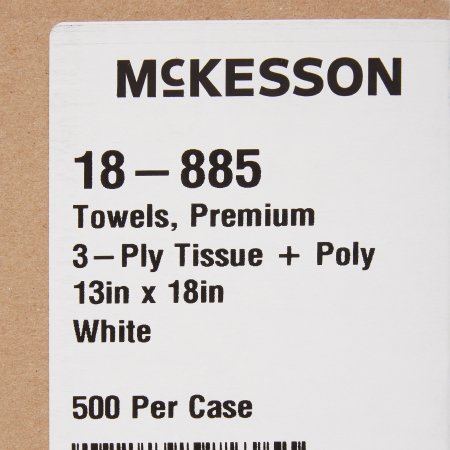 McKESSON
18-885
Towels, Premium
3-Ply Tissue + Poly
13in x 18in
White
500 Per Case